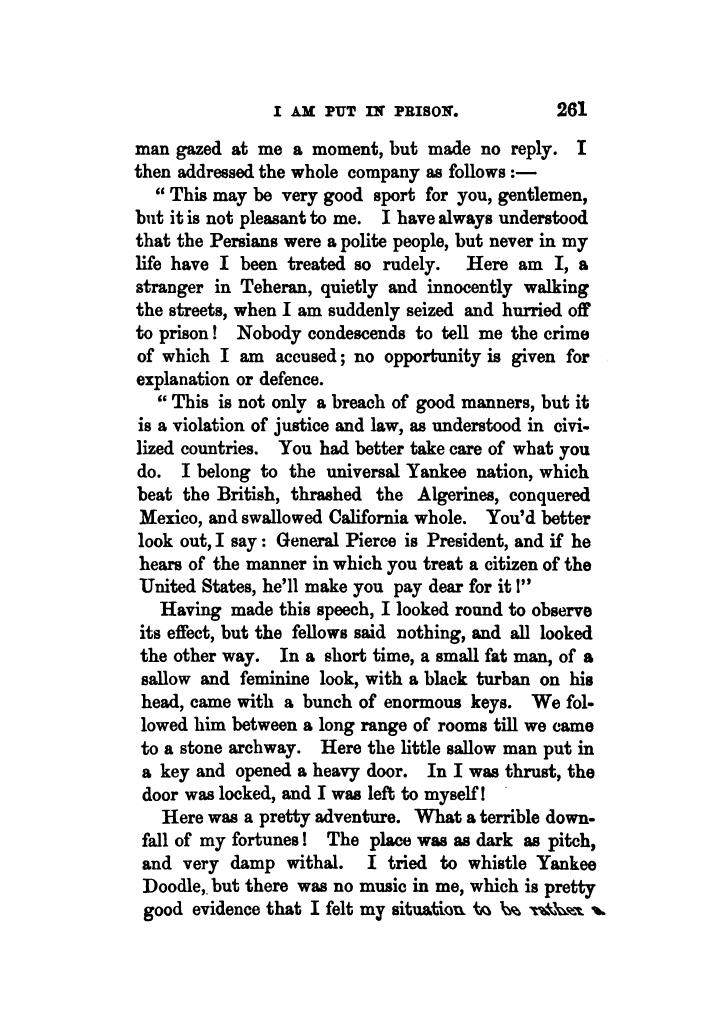 I AM PUT IN PRISON. 261
man gazed at me a moment, but made no reply. I
then addressed the whole company as follows :—
“ This may be very good sport for you, gentlemen,
but it is not pleasant to me. I have always understood
that the Persians were a polite people, but never in my
life have I been treated so rudely. Here am I, a
stranger in Teheran, quietly and innocently walking
the streets, when I am suddenly seized and hurried off
to prison! Nobody condescends to tell me the crime
of which I am accused; no opportunity is given for
explanation or defence.
“ This is not only a breach of good manners, but it
is a violation of justice and law, as understood in civi-
lized countries. You had better take care of what you
do. I belong to the universal Yankee nation, which
beat the British, thrashed the Algerines, conquered
Mexico, and swallowed California whole. You'd better
look out, I say: General Pierce is President, and if he
hears of the manner in which you treat a citizen of the
United States, he'll make you pay dear for it!”
Having made this speech, I looked round to observe
its effect, but the fellows said nothing, and all looked
the other way. In a short time, a small fat man, of a
sallow and feminine look, with a black turban on his
head, came with a bunch of enormous keys. We fol-
lowed him between a long range of rooms till we came
to a stone archway. Here the little sallow man put in
a key and opened a heavy door. In I was thrust, the
door was locked, and I was left to myself!
Here was a pretty adventure. What a terrible down-
fall of my fortunes! The place was as dark as pitch,
and very damp withal. I tried to whistle Yankee
Doodle, but there was no music in me, which is pretty
good evidence that I felt my situation to be rather a